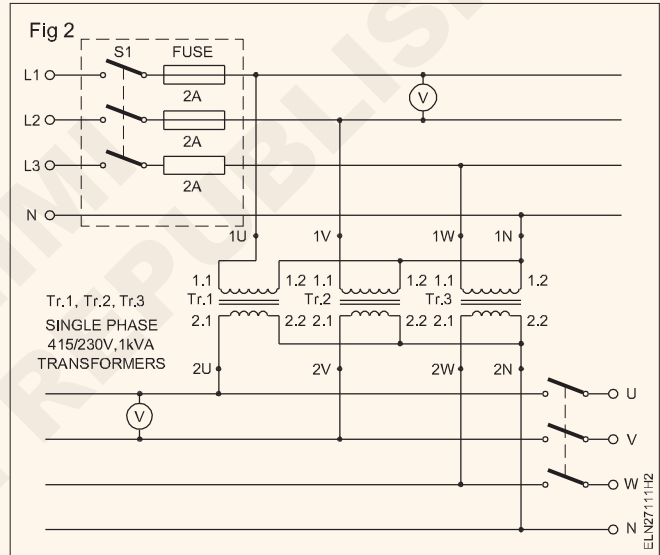 Fig 2
S1 FUSE
L1 2A V
L2 2A
L3 2A
N
1U 1V 1W 1N
1.1 1.2 1.1 1.2 1.1 1.2
Tr.1 Tr.2 Tr.3
2.1 2.2 2.1 2.2 2.1 2.2
Tr.1, Tr.2, Tr.3
SINGLE PHASE
415/230V,1kVA
TRANSFORMERS
2U 2V 2W 2N
V U
V
W
N
ELN27111H2
NIMI
REPUBLISH